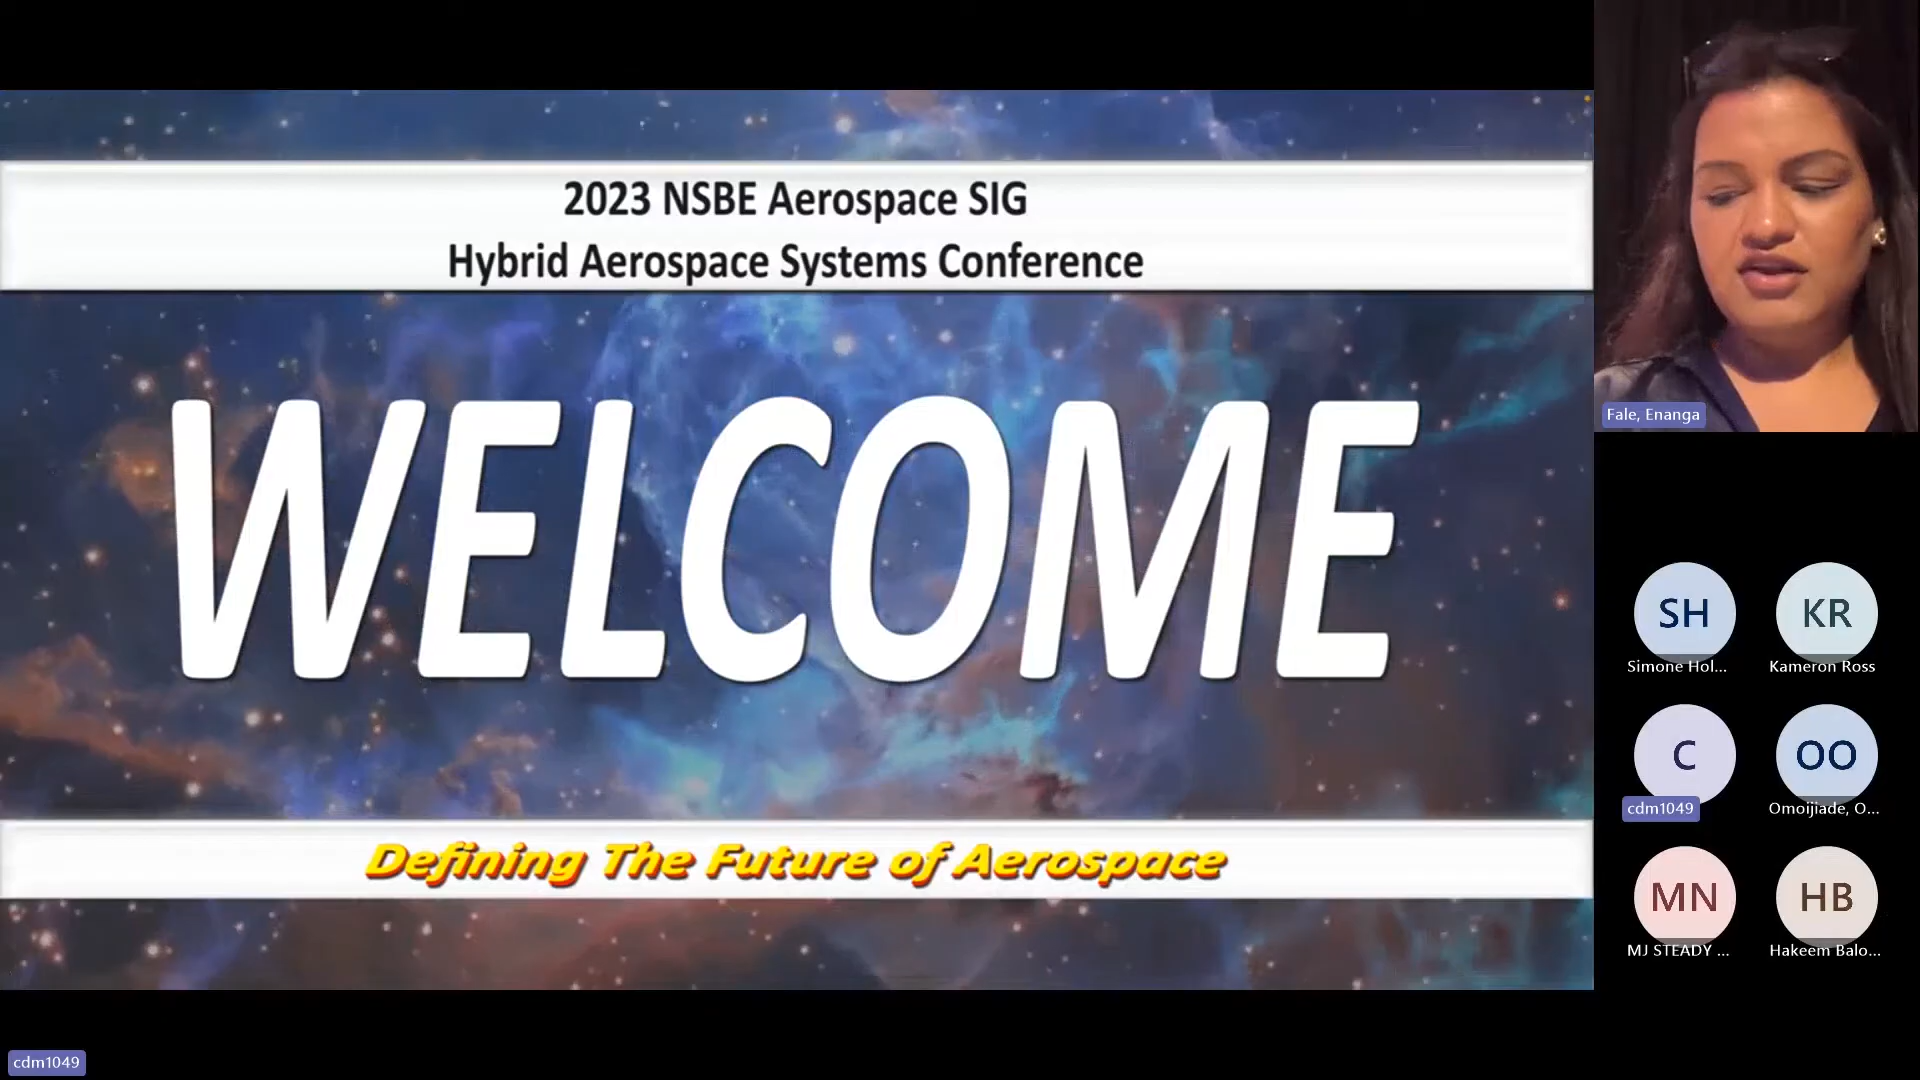 2023 NSBE Aerospace SIG
Hybrid Aerospace Systems Conference
WELCOME
Defining The Future of Aerospace
cdm1049
Fale, Enanga
SH
Simone Hol...
KR
Kameron Ross
C
cdm1049
OO
Omoijiade, O...
MN
MJ STEADY ...
HB
Hakeem Balo...